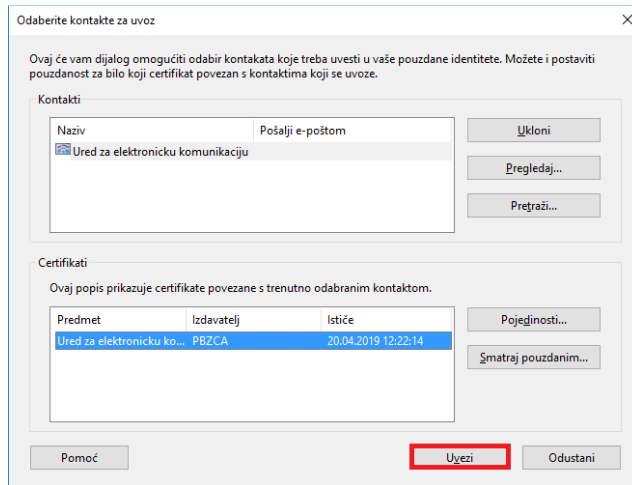 Odaberite kontakte za uvoz
Ovaj će vam dijalog omogućiti odabir kontakata koje treba uvesti u vaše pouzdane identitete. Možete i postaviti
pouzdanost za bilo koji certifikat povezan s kontaktima koji se uvoze.
Kontakti
Naziv Pošalji e-poštom
Ured za elektronicku komunikaciju
Ukloni
Pregledaj...
Pretraži...
Certifikati
Ovaj popis prikazuje certifikate povezane s trenutno odabranim kontaktom.
Predmet Izdavatelj Ističe
Ured za elektronicku ko... PBZCA 20.04.2019 12:22:14
Pojedinosti...
Smatraj pouzdanim...
Pomoć Uvezi Odustani